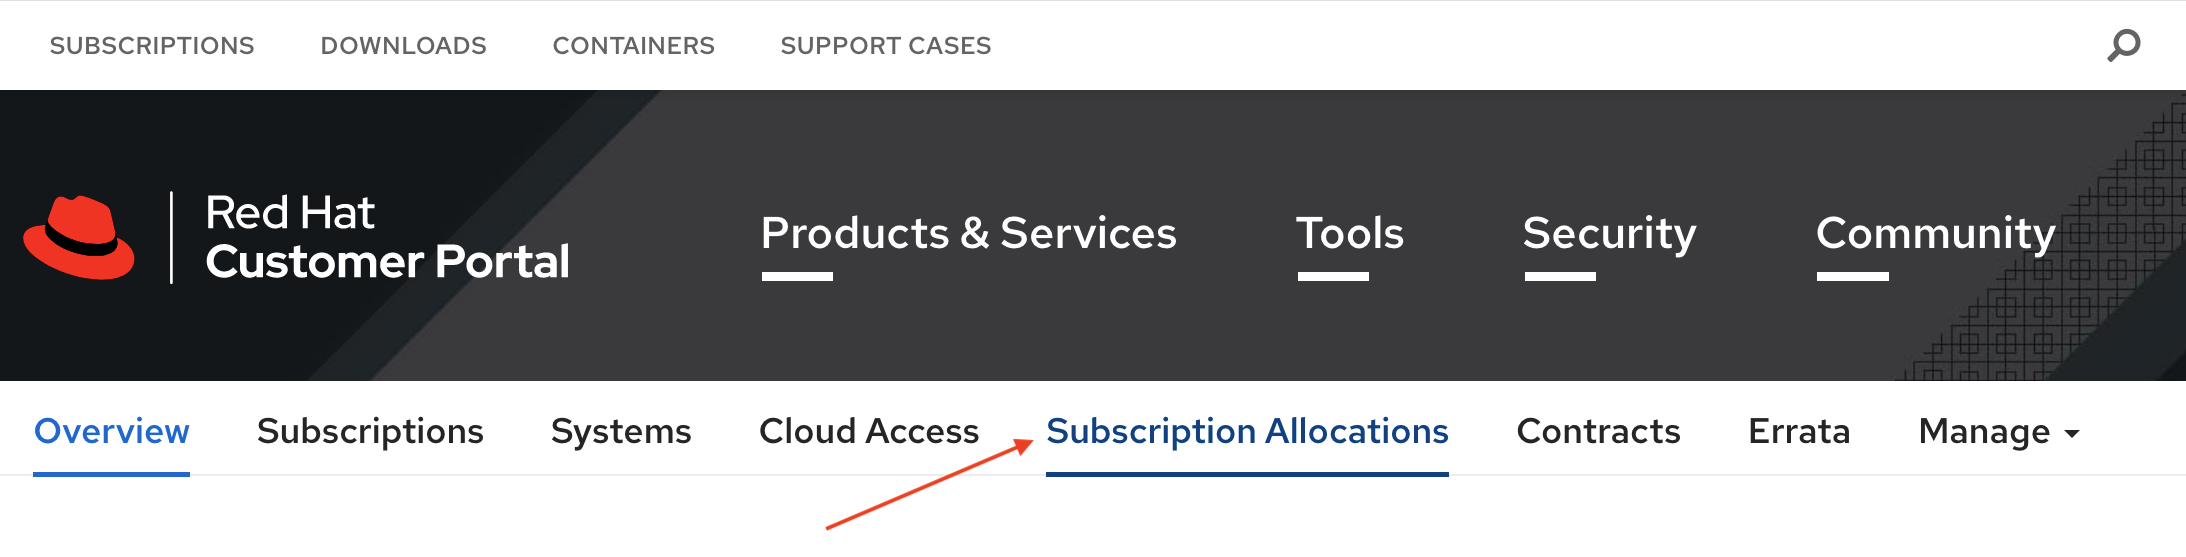 SUBSCRIPTIONS DOWNLOADS CONTAINERS SUPPORT CASES
Red Hat
Customer Portal
Products & Services Tools Security Community
Overview Subscriptions Systems Cloud Access Subscription Allocations Contracts Errata Manage